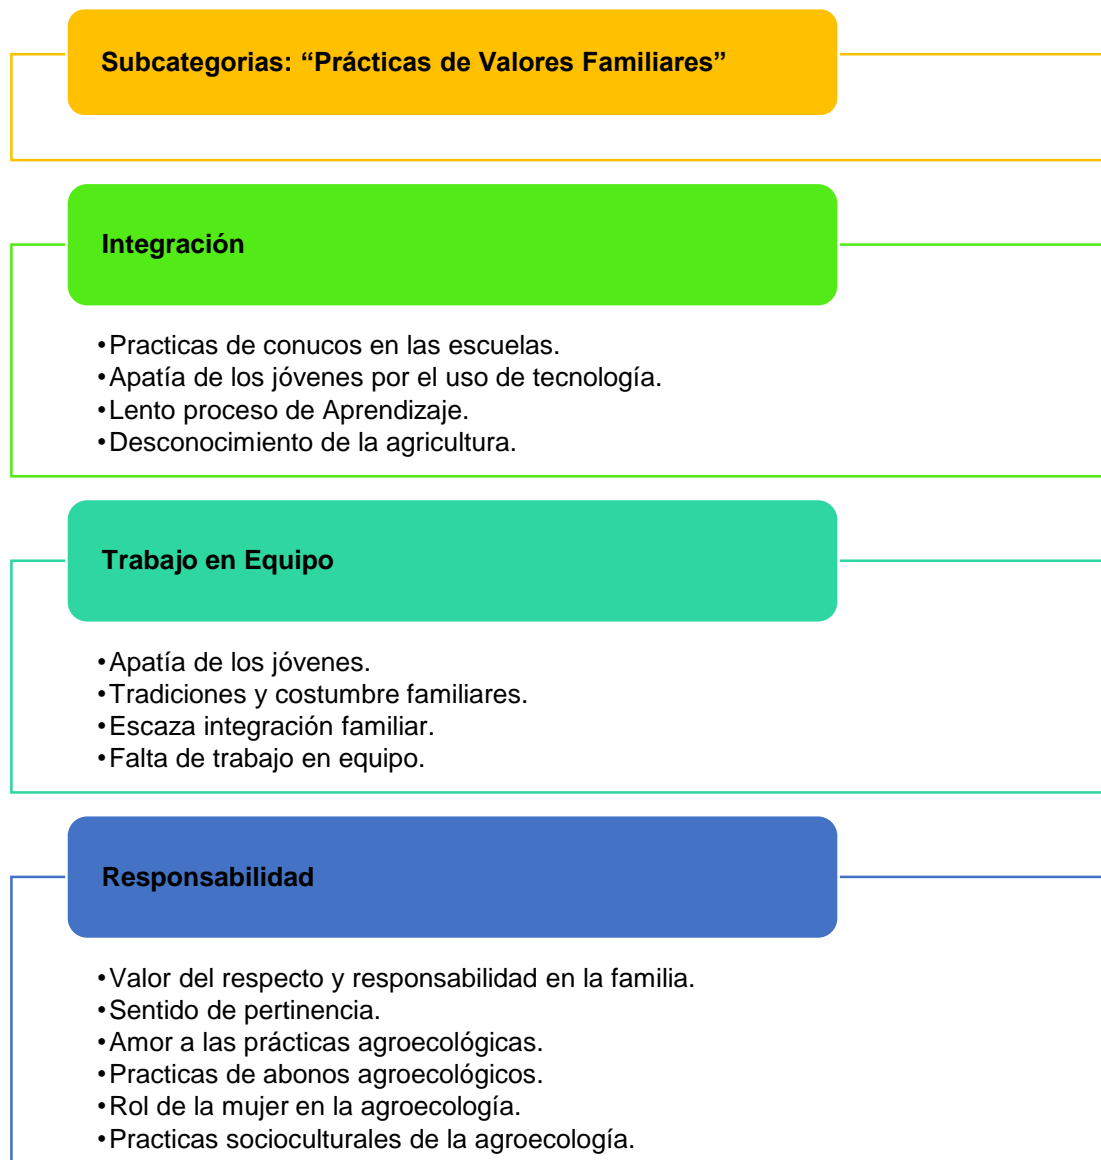 Subcategorias: “Prácticas de Valores Familiares”
Integración
•Practicas de conucos en las escuelas.
•Apatía de los jóvenes por el uso de tecnología.
•Lento proceso de Aprendizaje.
•Desconocimiento de la agricultura.
Trabajo en Equipo
•Apatía de los jóvenes.
•Tradiciones y costumbre familiares.
•Escaza integración familiar.
•Falta de trabajo en equipo.
Responsabilidad
•Valor del respecto y responsabilidad en la familia.
•Sentido de pertinencia.
•Amor a las prácticas agroecológicas.
•Practicas de abonos agroecológicos.
•Rol de la mujer en la agroecología.
•Practicas socioculturales de la agroecología.